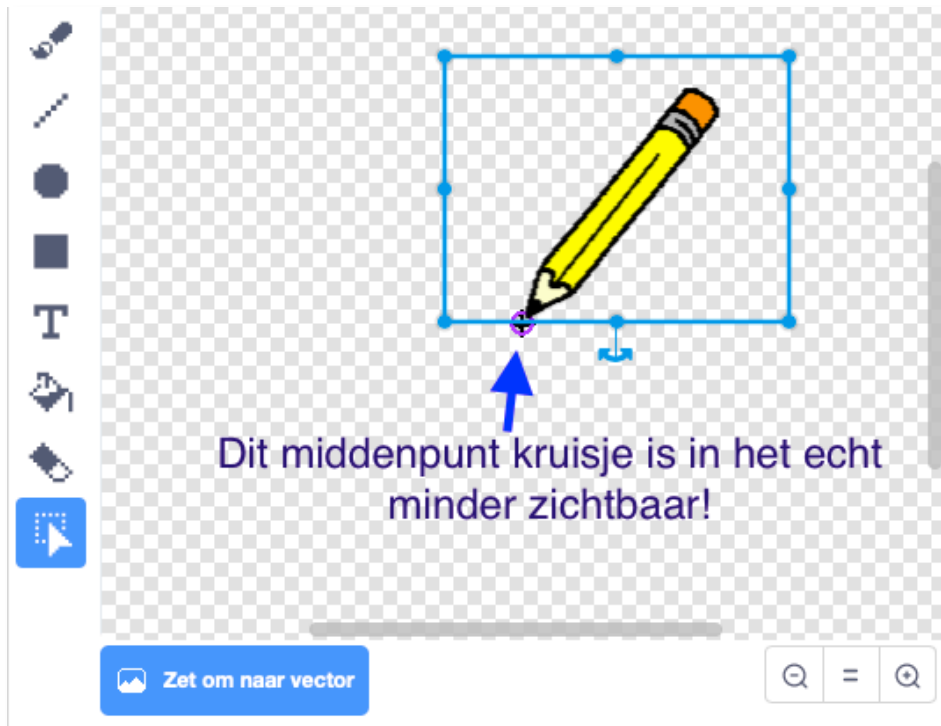 T
Dit middenpunt kruisje is in het echt
minder zichtbaar!
Zet om naar vector